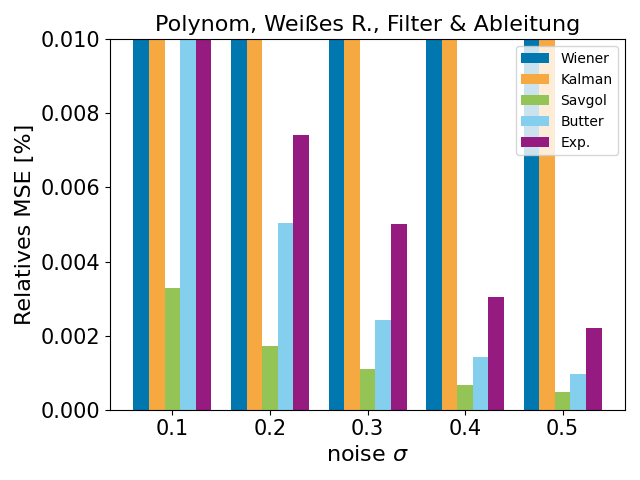 Polynom, Weißes R., Filter & Ableitung
Relatives MSE [%]
0.010
0.008
0.006
0.004
0.002
0.000
0.1 0.2 0.3 0.4 0.5
noise σ
Wiener
Kalman
Savgol
Butter
Exp.